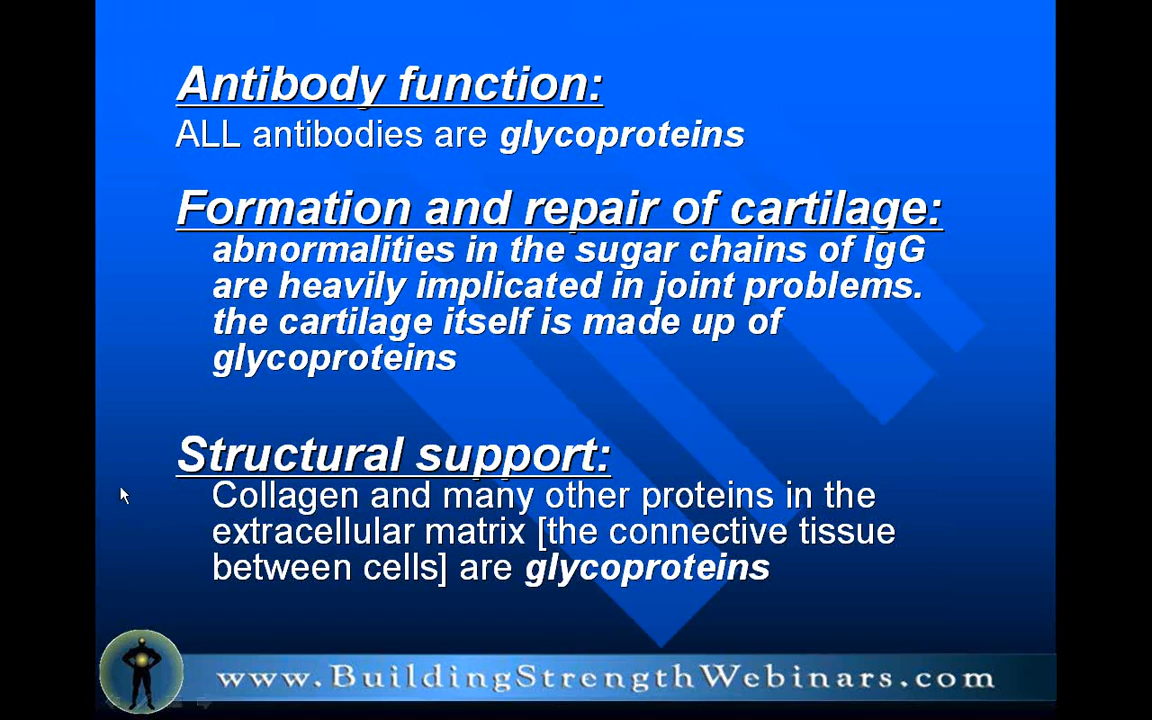 Antibody function:
ALL antibodies are glycoproteins
Formation and repair of cartilage:
abnormalities in the sugar chains of IgG
are heavily implicated in joint problems.
the cartilage itself is made up of
glycoproteins
Structural support:
Collagen and many other proteins in the
extracellular matrix [the connective tissue
between cells] are glycoproteins
www.BuildingStrengthWebinars.com